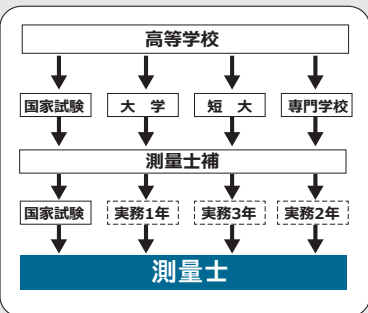 高等学校
国家試験 大 学 短 大 専門学校
測量士補
国家試験 実務1年 実務3年 実務2年
測量士